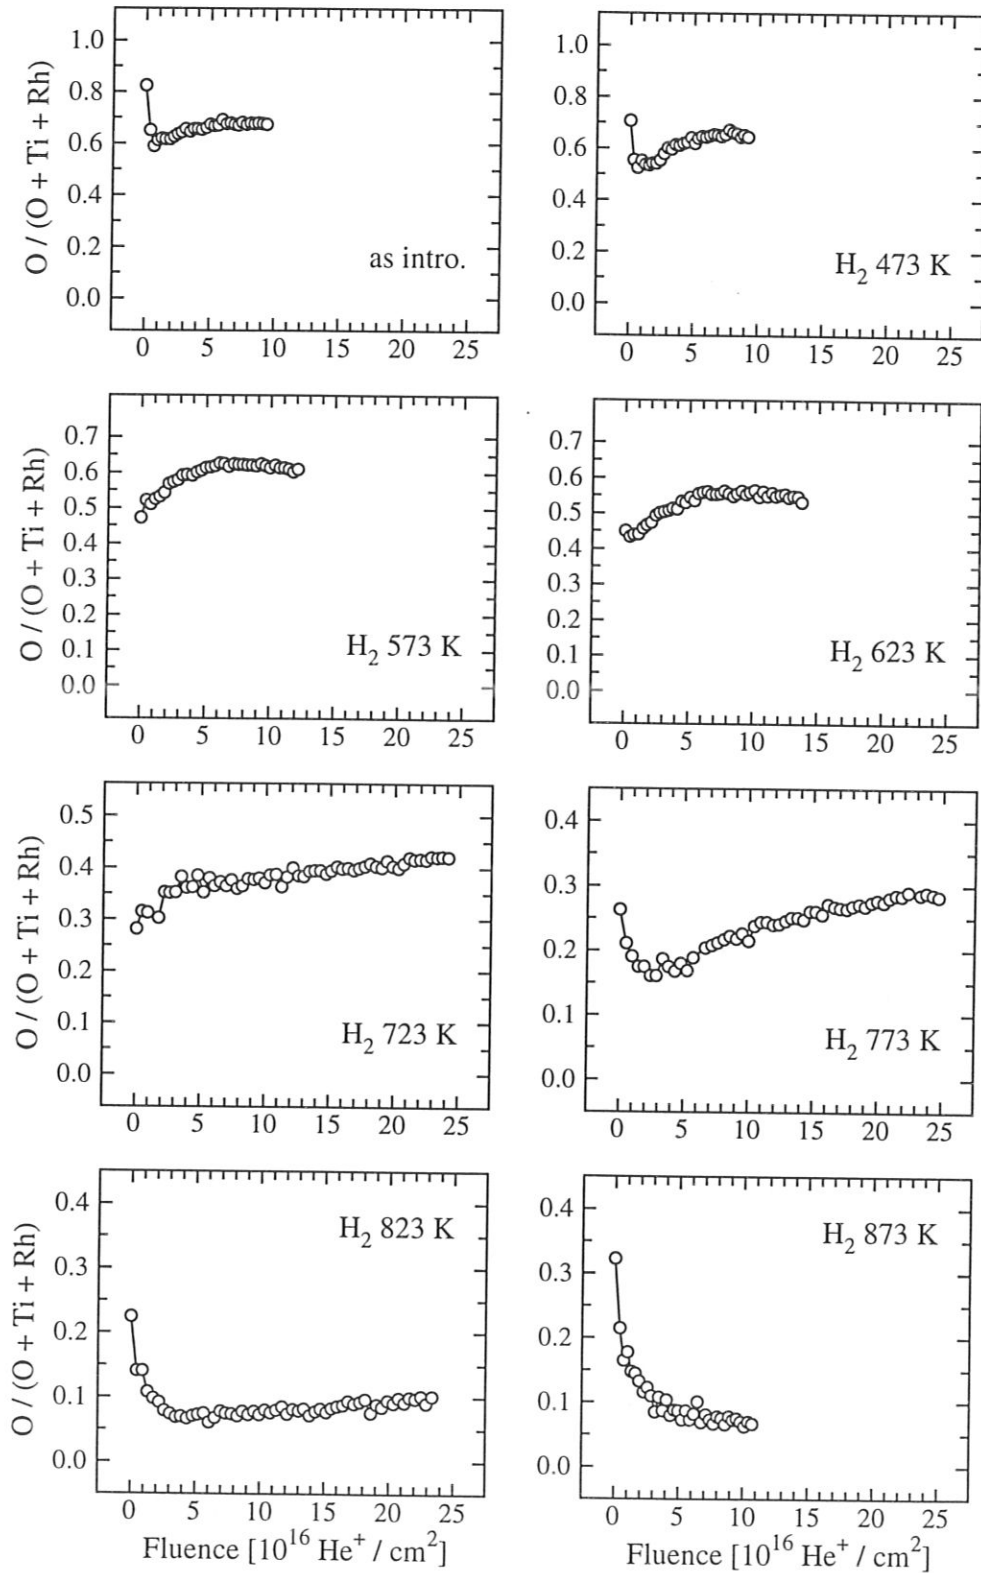 O / (O + Ti + Rh)
1.0
0.8
0.6
0.4
0.2
0.0
as intro.
0 5 10 15 20 25
1.0
0.8
0.6
0.4
0.2
0.0
H₂ 473 K
0 5 10 15 20 25
O / (O + Ti + Rh)
0.7
0.6
0.5
0.4
0.3
0.2
0.1
0.0
H₂ 573 K
0 5 10 15 20 25
0.7
0.6
0.5
0.4
0.3
0.2
0.1
0.0
H₂ 623 K
0 5 10 15 20 25
O / (O + Ti + Rh)
0.5
0.4
0.3
0.2
0.1
0.0
H₂ 723 K
0 5 10 15 20 25
0.4
0.3
0.2
0.1
0.0
H₂ 773 K
0 5 10 15 20 25
O / (O + Ti + Rh)
0.4
0.3
0.2
0.1
0.0
H₂ 823 K
0 5 10 15 20 25
Fluence [10¹⁶ He⁺ / cm²]
0.4
0.3
0.2
0.1
0.0
H₂ 873 K
0 5 10 15 20 25
Fluence [10¹⁶ He⁺ / cm²]